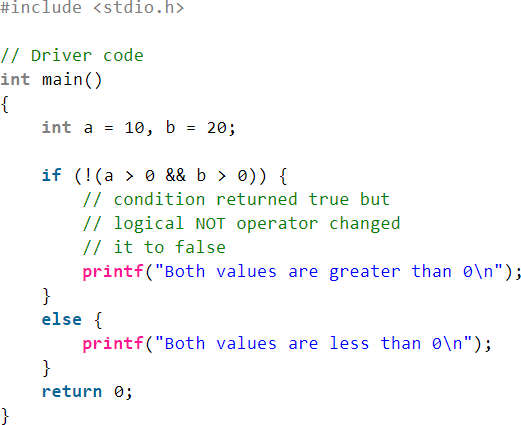 #include <stdio.h>
// Driver code
int main()
{
    int a = 10, b = 20;
    if (!(a > 0 && b > 0)) {
        // condition returned true but
        // logical NOT operator changed
        // it to false
        printf("Both values are greater than 0\n");
    }
    else {
        printf("Both values are less than 0\n");
    }
    return 0;
}